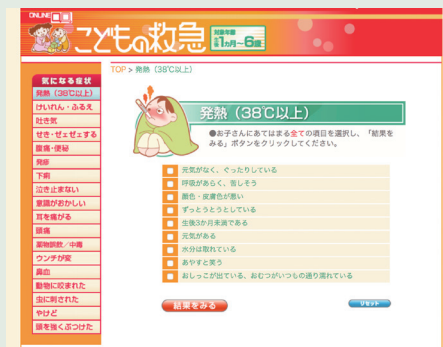 ONLINE
こどもの救急
対象年齢
生後1ヵ月～6歳
TOP > 発熱（38℃以上）
気になる症状
発熱（38℃以上）
けいれん・ふるえ
吐き気
せき・ゼェゼェする
腹痛・便秘
発疹
下痢
泣き止まない
意識がおかしい
耳を痛がる
頭痛
薬物誤飲／中毒
ウンチが変
鼻血
動物に咬まれた
虫に刺された
やけど
頭を強くぶつけた
発熱（38℃以上）
●お子さんにあてはまる全ての項目を選択し、「結果を
みる」ボタンをクリックしてください。
元気がなく、ぐったりしている
呼吸があらく、苦しそう
顔色・皮膚色が悪い
ずっとうとうとしている
生後3か月未満である
元気がある
水分は取れている
あやすと笑う
おしっこが出ている、おむつがいつもの通り濡れている
結果をみる
リセット